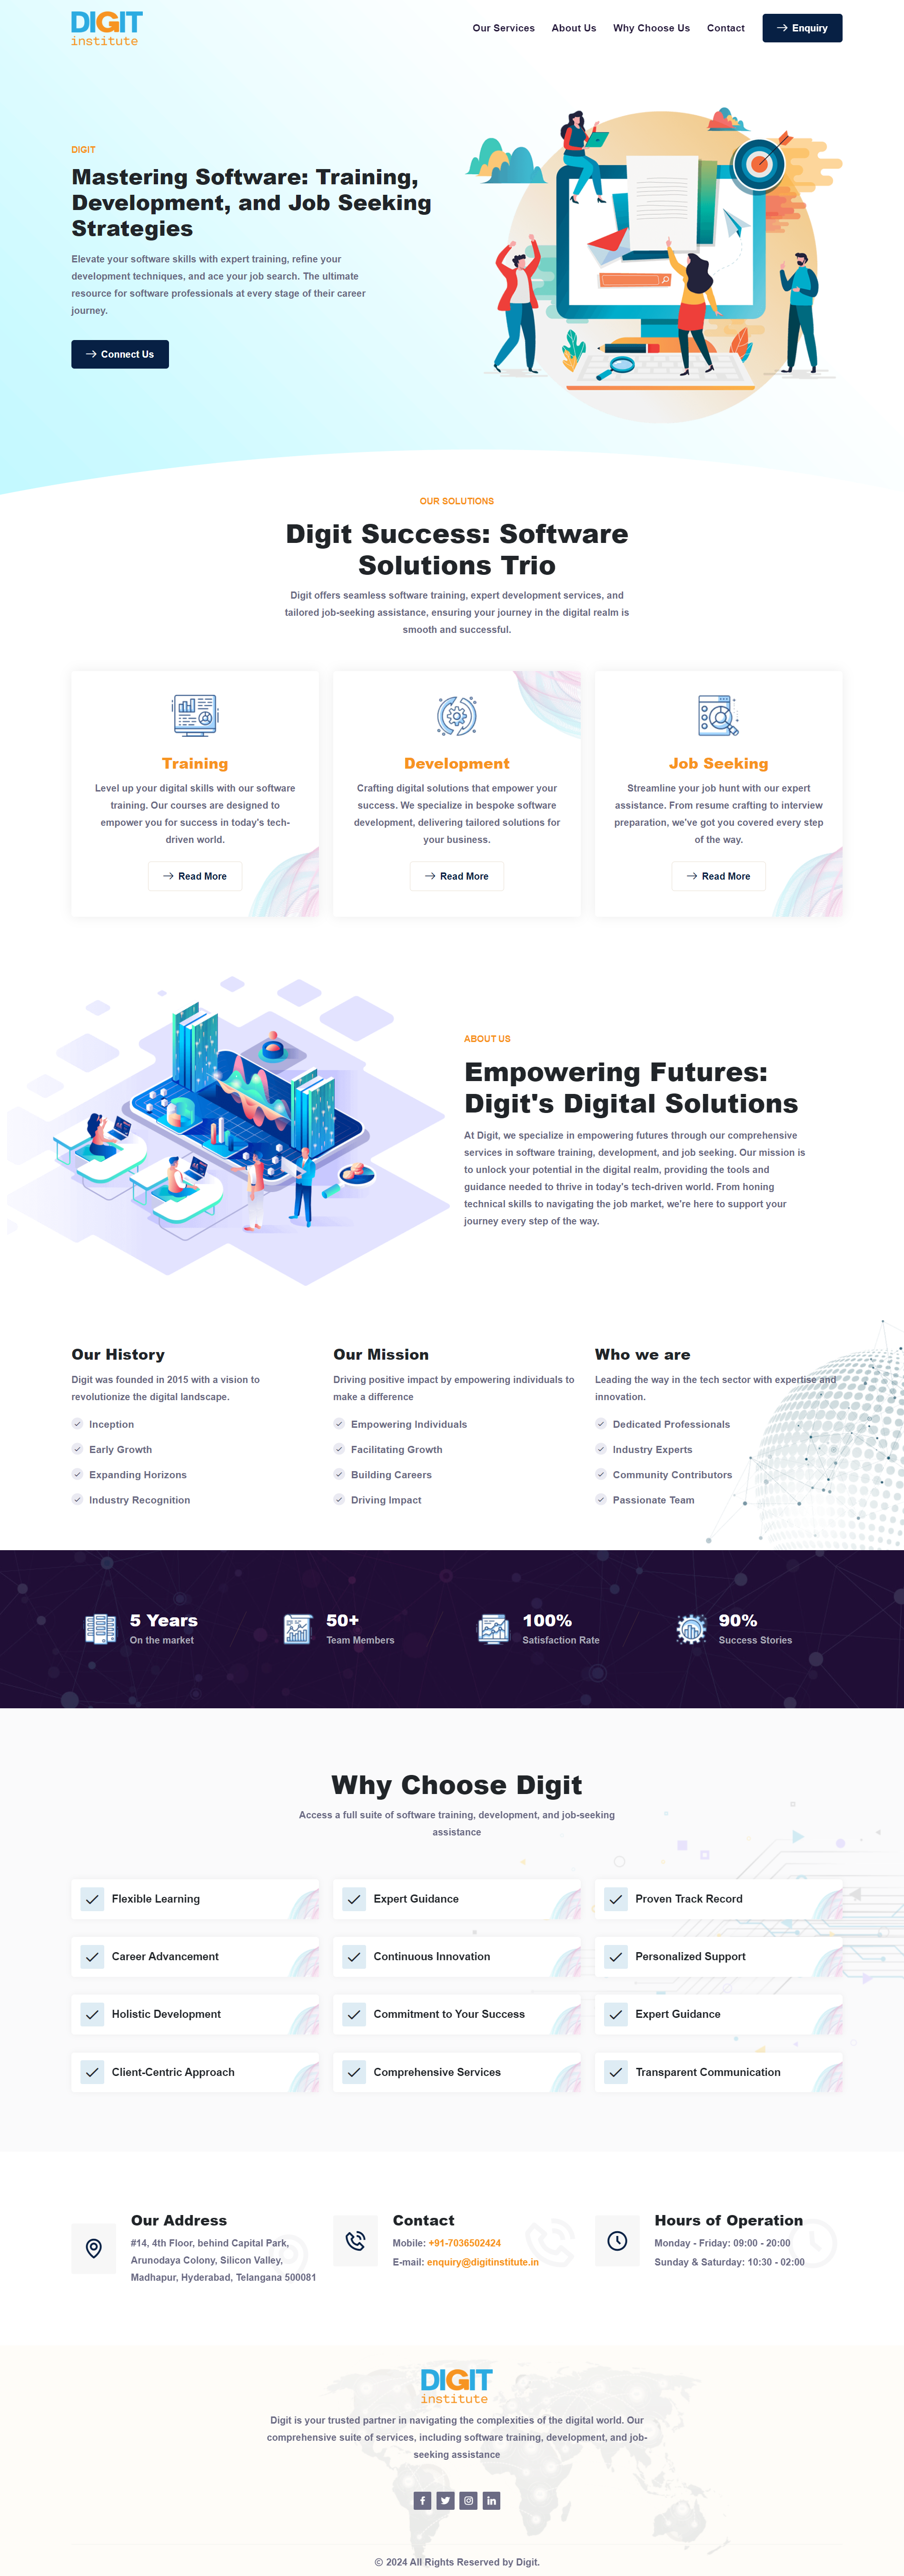 DIGIT
institute
Our Services
About Us
Why Choose Us
Contact
Enquiry
DIGIT
Mastering Software: Training,
Development, and Job Seeking
Strategies
Elevate your software skills with expert training, refine your
development techniques, and ace your job search. The ultimate
resource for software professionals at every stage of their career
journey.
Connect Us
OUR SOLUTIONS
Digit Success: Software
Solutions Trio
Digit offers seamless software training, expert development services, and
tailored job-seeking assistance, ensuring your journey in the digital realm is
smooth and successful.
Training
Level up your digital skills with our software
training. Our courses are designed to
empower you for success in today's tech-
driven world.
Read More
Development
Crafting digital solutions that empower your
success. We specialize in bespoke software
development, delivering tailored solutions for
your business.
Read More
Job Seeking
Streamline your job hunt with our expert
assistance. From resume crafting to interview
preparation, we've got you covered every step
of the way.
Read More
ABOUT US
Empowering Futures:
Digit's Digital Solutions
At Digit, we specialize in empowering futures through our comprehensive
services in software training, development, and job seeking. Our mission is
to unlock your potential in the digital realm, providing the tools and
guidance needed to thrive in today's tech-driven world. From honing
technical skills to navigating the job market, we're here to support your
journey every step of the way.
Our History
Digit was founded in 2015 with a vision to
revolutionize the digital landscape.
Inception
Early Growth
Expanding Horizons
Industry Recognition
Our Mission
Driving positive impact by empowering individuals to
make a difference
Empowering Individuals
Facilitating Growth
Building Careers
Driving Impact
Who we are
Leading the way in the tech sector with expertise and
innovation.
Dedicated Professionals
Industry Experts
Community Contributors
Passionate Team
5 Years
On the market
50+
Team Members
100%
Satisfaction Rate
90%
Success Stories
Why Choose Digit
Access a full suite of software training, development, and job-seeking
assistance
Flexible Learning
Expert Guidance
Proven Track Record
Career Advancement
Continuous Innovation
Personalized Support
Holistic Development
Commitment to Your Success
Expert Guidance
Client-Centric Approach
Comprehensive Services
Transparent Communication
Our Address
#14, 4th Floor, behind Capital Park,
Arunodaya Colony, Silicon Valley,
Madhapur, Hyderabad, Telangana 500081
Contact
Mobile: +91-7036502424
E-mail: enquiry@digitinstitute.in
Hours of Operation
Monday - Friday: 09:00 - 20:00
Sunday & Saturday: 10:30 - 02:00
DIGIT
institute
Digit is your trusted partner in navigating the complexities of the digital world. Our
comprehensive suite of services, including software training, development, and job-
seeking assistance
© 2024 All Rights Reserved by Digit.